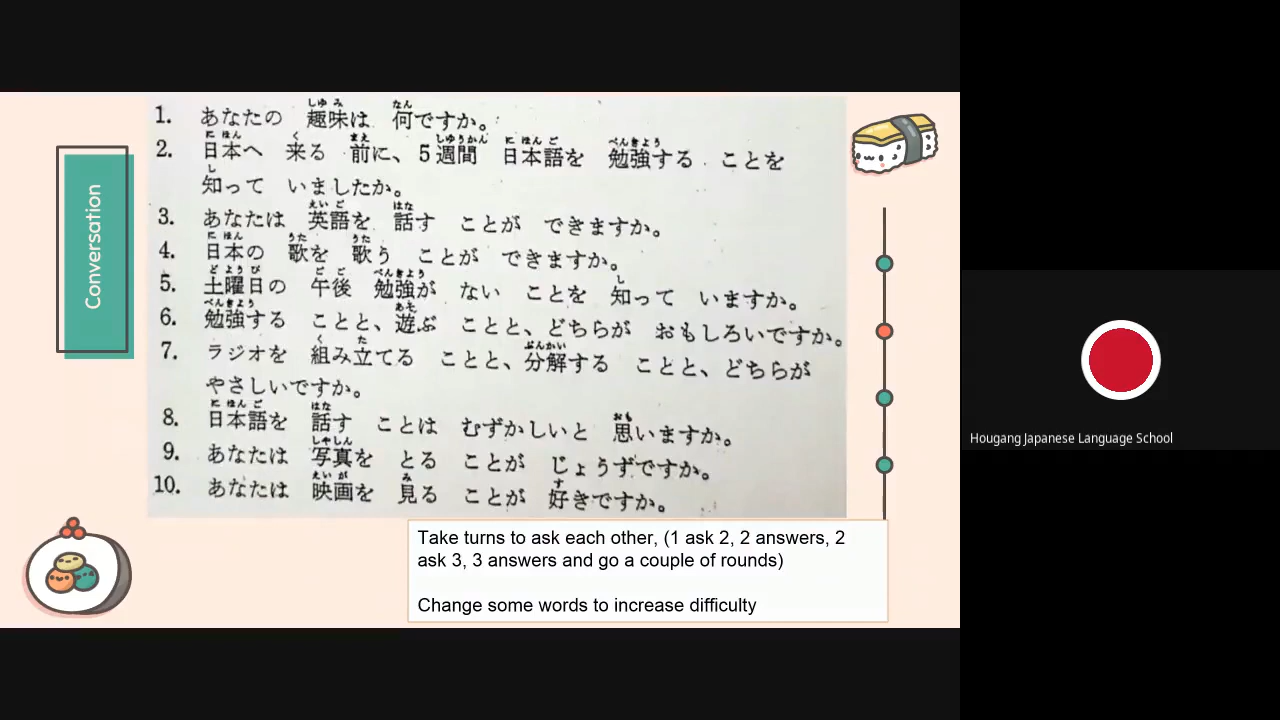 Conversation
1. あなたの 趣味は 何ですか。
2. 日本へ 来る 前に、5週間 日本語を 勉強する ことを
知って いましたか。
3. あなたは 英語を 話す ことが できますか。
4. 日本の 歌を 歌う ことが できますか。
5. 土曜日の 午後 勉強が ない ことを 知って いますか。
6. 勉強する ことと、遊ぶ ことと、どちらが おもしろいですか。
7. ラジオを 組み立てる ことと、分解する ことと、どちらが
やさしいですか。
8. 日本語を 話す ことは むずかしいと 思いますか。
9. あなたは 写真を とる ことが じょうずですか。
10. あなたは 映画を 見る ことが 好きですか。
Take turns to ask each other, (1 ask 2, 2 answers, 2
ask 3, 3 answers and go a couple of rounds)
Change some words to increase difficulty
Hougang Japanese Language School